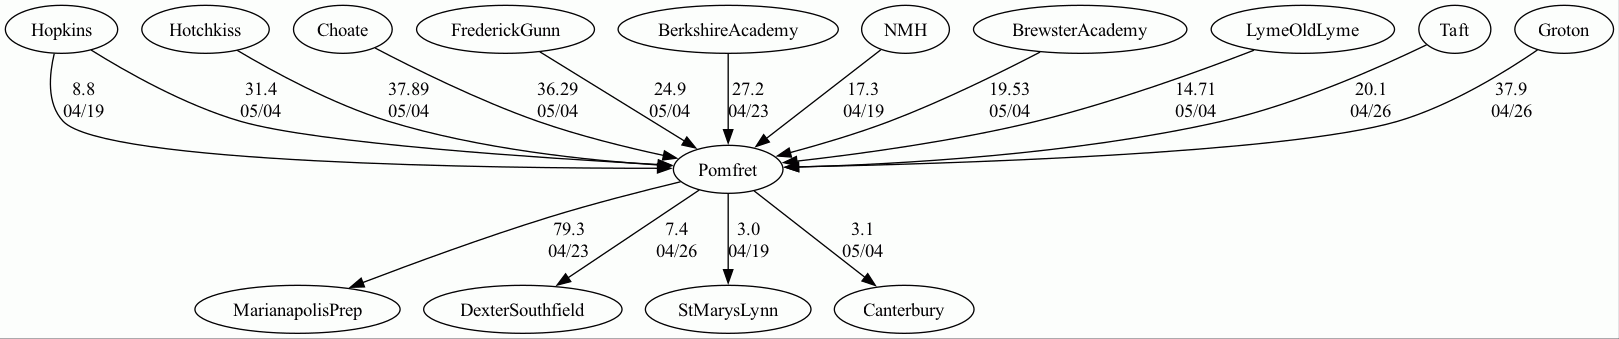 Hopkins
Hotchkiss
Choate
FrederickGunn
BerkshireAcademy
NMH
BrewsterAcademy
LymeOldLyme
Taft
Groton
8.8
04/19
31.4
05/04
37.89
05/04
36.29
05/04
24.9
05/04
27.2
04/23
17.3
04/19
19.53
05/04
14.71
05/04
20.1
04/26
37.9
04/26
Pomfret
79.3
04/23
7.4
04/26
3.0
04/19
3.1
05/04
MarianapolisPrep
DexterSouthfield
StMarysLynn
Canterbury